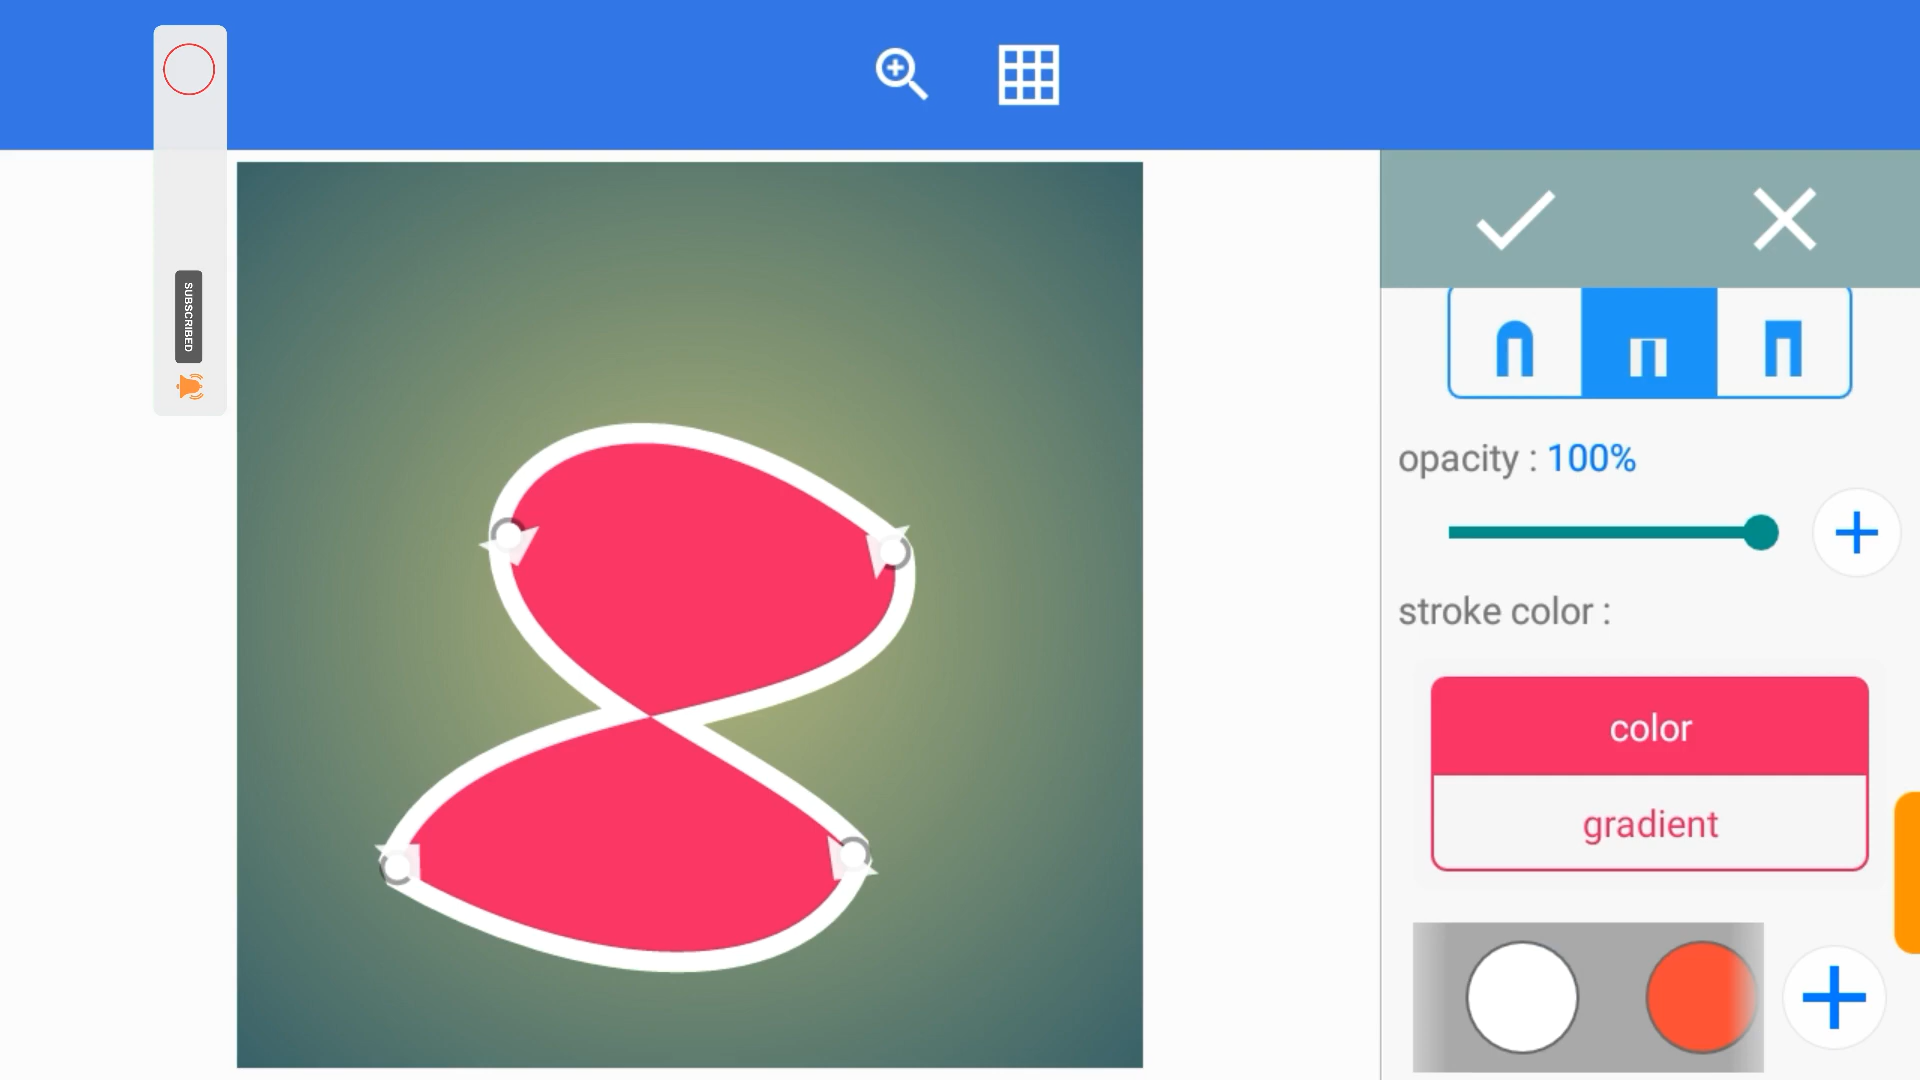 SUBSCRIBED
opacity : 100%
stroke color :
color
gradient